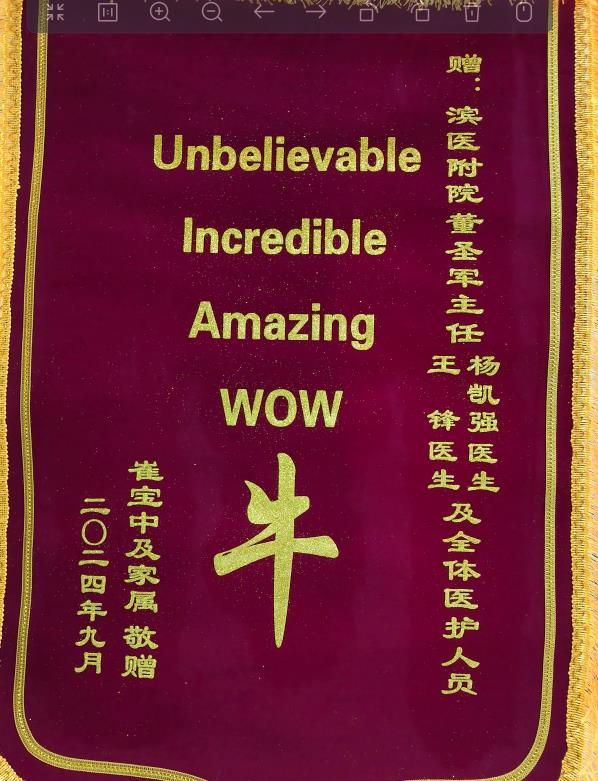 赠：滨医附院董圣军主任
杨凯强医生
王 锋医生
及全体医护人员
Unbelievable
Incredible
Amazing
WOW
牛
崔宝中及家属 敬赠
二〇二四年九月